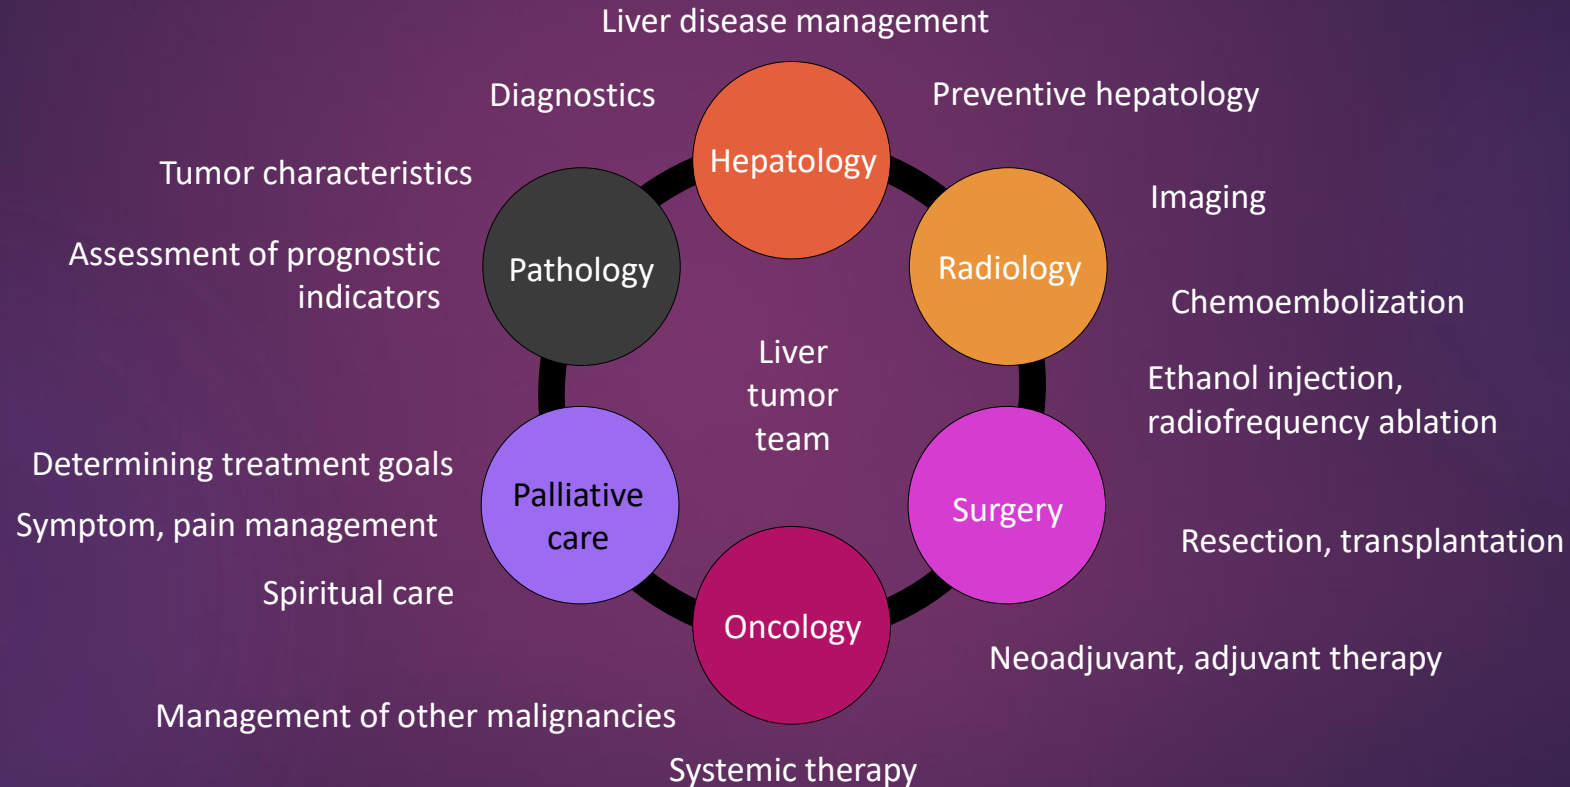 Liver disease management
Diagnostics
Preventive hepatology
Hepatology
Tumor characteristics
Imaging
Assessment of prognostic
indicators
Pathology
Radiology
Chemoembolization
Liver
tumor
team
Ethanol injection,
radiofrequency ablation
Determining treatment goals
Symptom, pain management
Spiritual care
Palliative
care
Surgery
Resection, transplantation
Oncology
Neoadjuvant, adjuvant therapy
Management of other malignancies
Systemic therapy